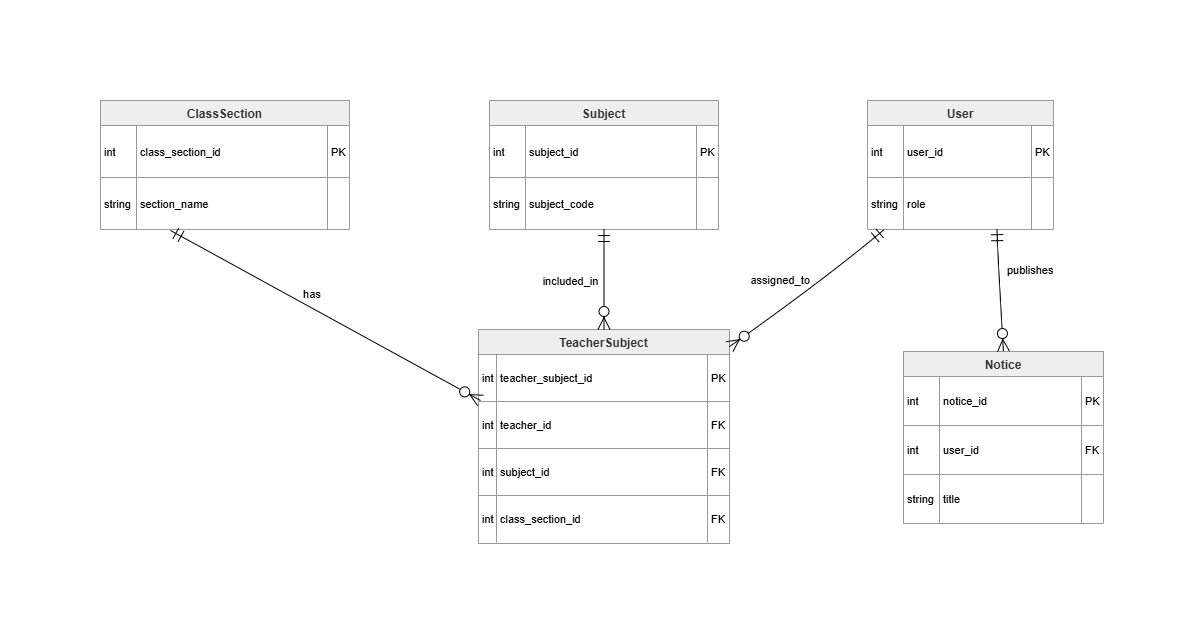 ClassSection
int class_section_id PK
string section_name
Subject
int subject_id PK
string subject_code
User
int user_id PK
string role
has
included_in
assigned_to
publishes
TeacherSubject
int teacher_subject_id PK
int teacher_id FK
int subject_id FK
int class_section_id FK
Notice
int notice_id PK
int user_id FK
string title